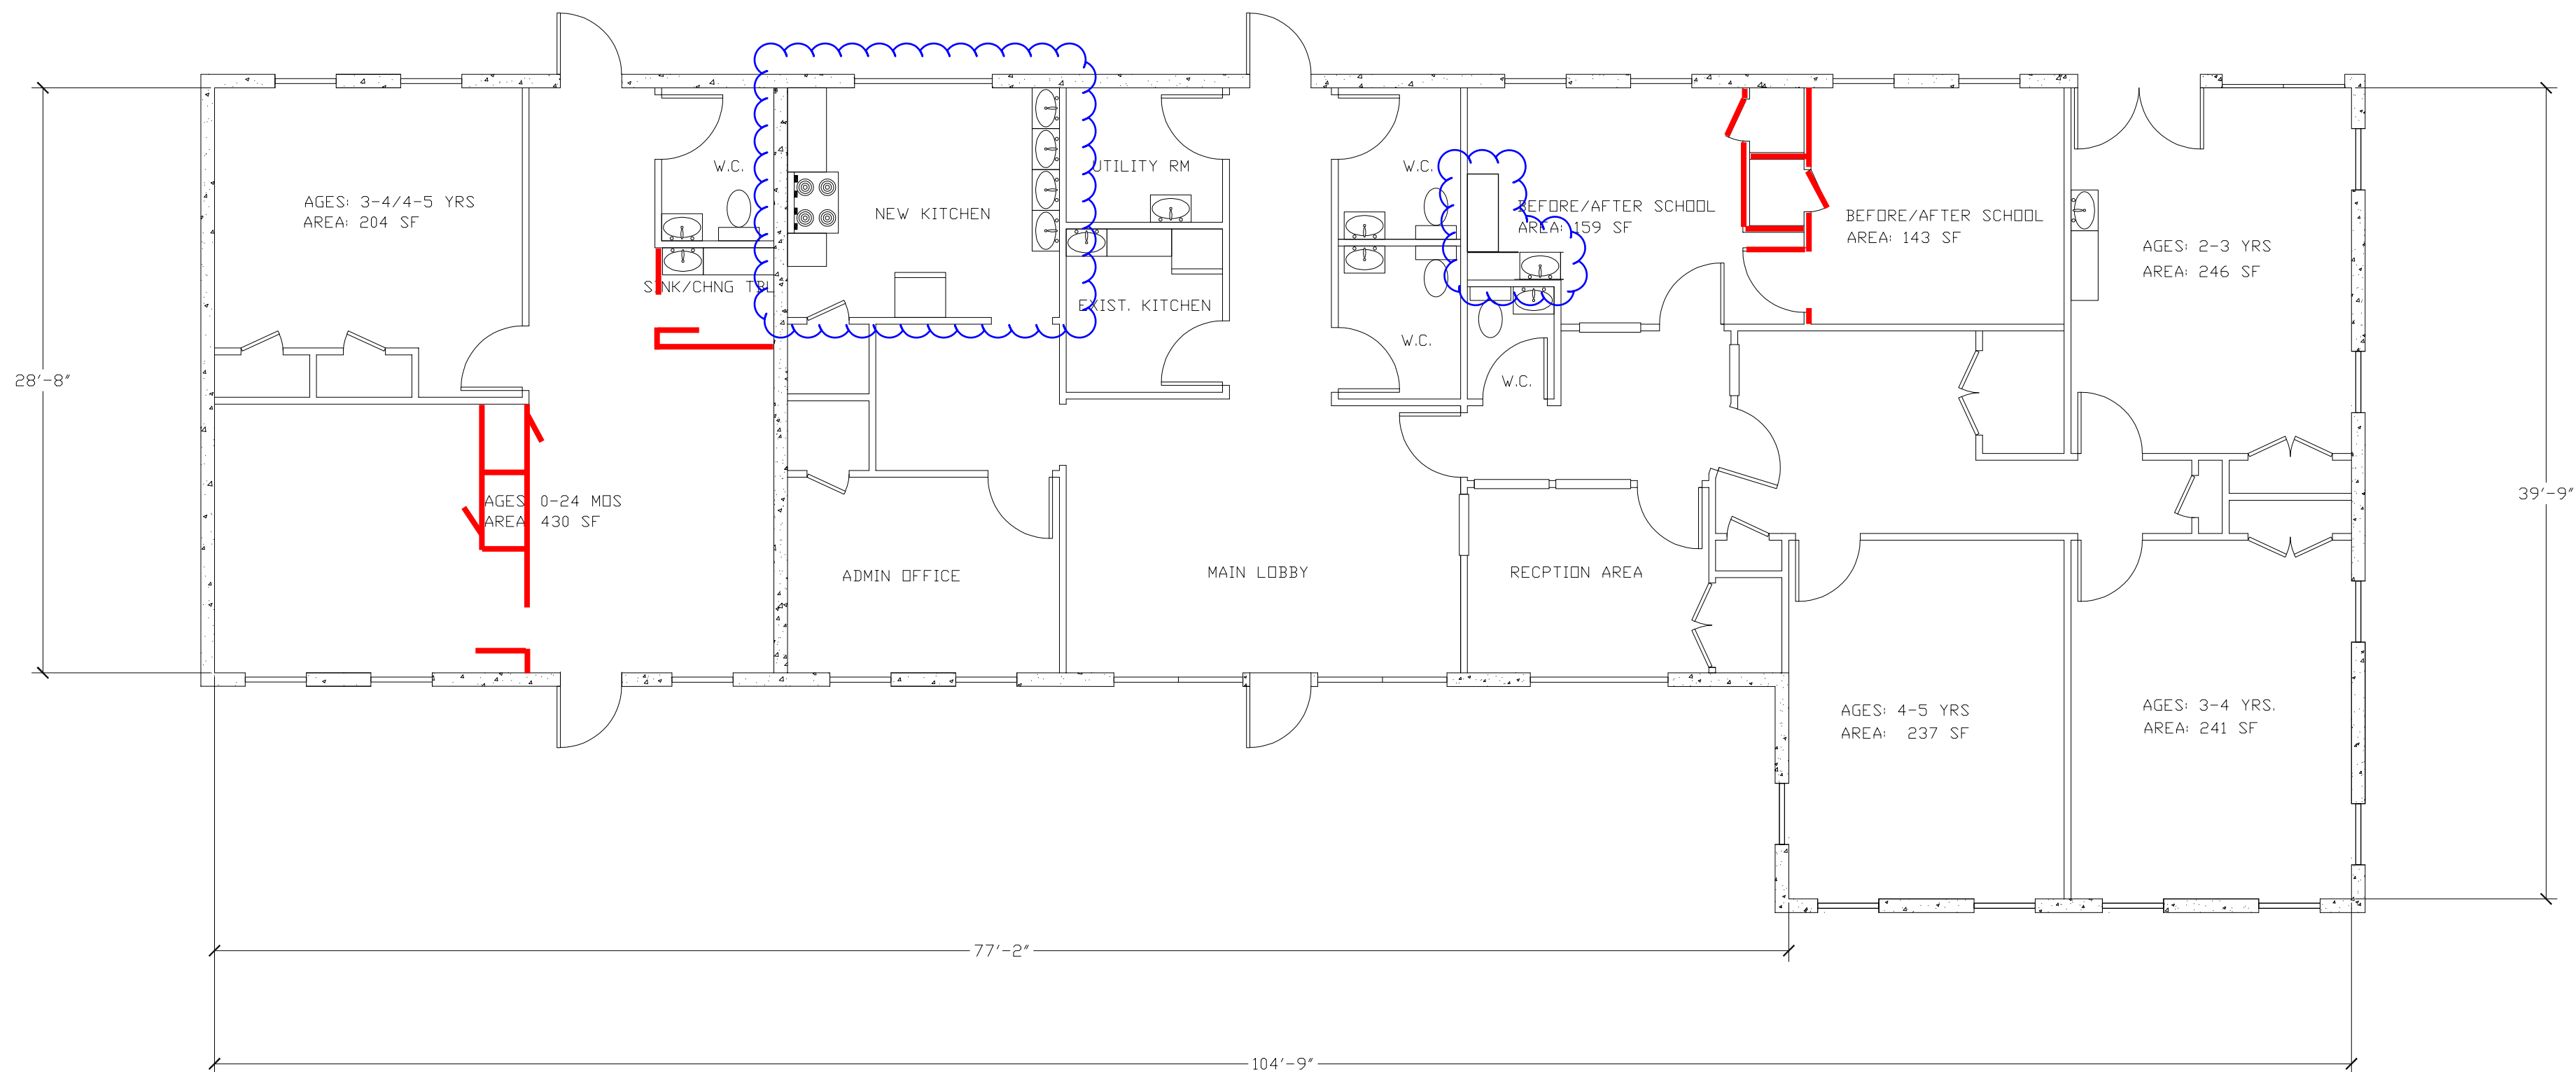 W.C.
UTILITY RM
W.C.
AGES: 3-4/4-5 YRS
AREA: 204 SF
NEW KITCHEN
BEFORE/AFTER SCHOOL
AREA: 159 SF
BEFORE/AFTER SCHOOL
AREA: 143 SF
AGES: 2-3 YRS
AREA: 246 SF
SINK/CHNG TBL
EXIST. KITCHEN
W.C.
W.C.
28'-8"
AGES: 0-24 MOS
AREA: 430 SF
39'-9"
ADMIN OFFICE
MAIN LOBBY
RECPTION AREA
AGES: 4-5 YRS
AREA: 237 SF
AGES: 3-4 YRS.
AREA: 241 SF
77'-2"
104'-9"